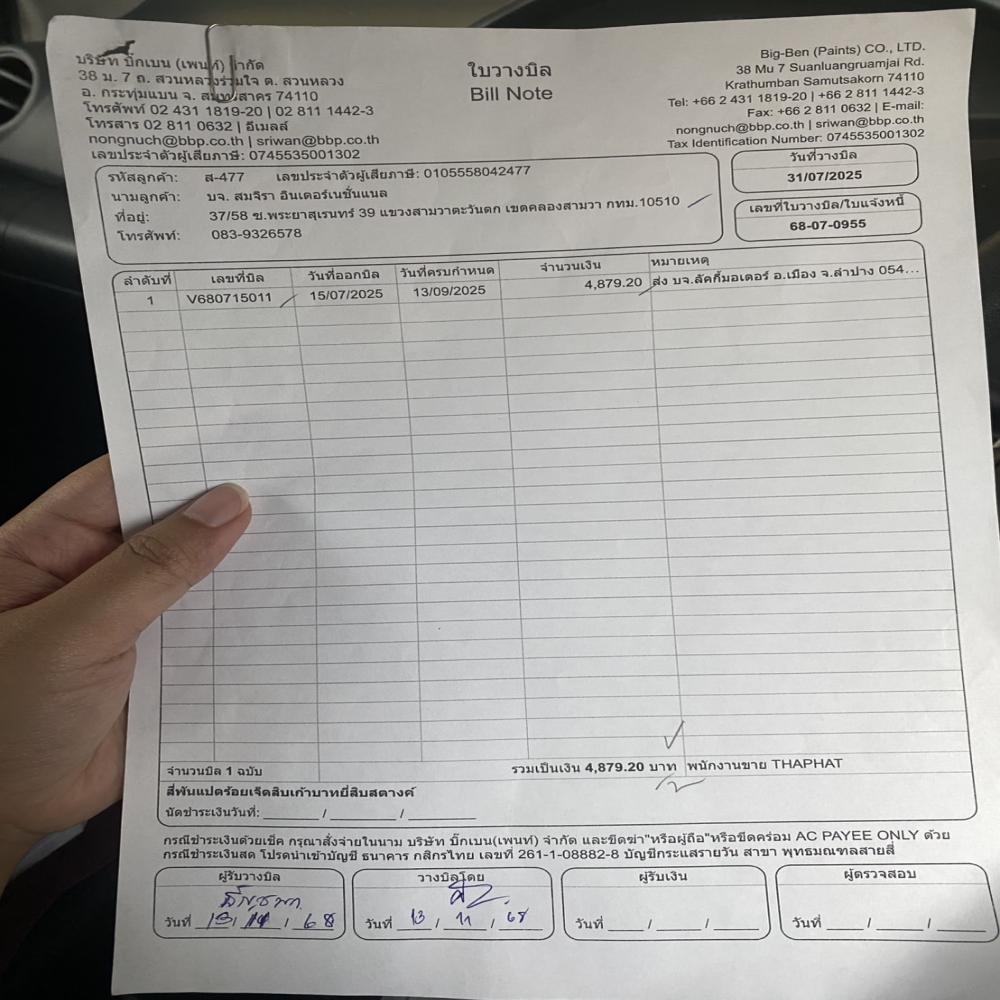 บริษัท บิ๊กเบน (เพนท์) จำกัด
38 ม. 7 ถ. สวนหลวงร่วมใจ ต. สวนหลวง
อ. กระทุ่มแบน จ. สมุทรสาคร 74110
โทรศัพท์ 02 431 1819-20 | 02 811 1442-3
โทรสาร 02 811 0632 | อีเมลล์
nongnuch@bbp.co.th | sriwan@bbp.co.th
เลขประจำตัวผู้เสียภาษี: 0745535001302
ใบวางบิล
Bill Note
Big-Ben (Paints) CO., LTD.
38 Mu 7 Suanluangruamjai Rd.
Krathumban Samutsakorn 74110
Tel: +66 2 431 1819-20 | +66 2 811 1442-3
Fax: +66 2 811 0632 | E-mail:
nongnuch@bbp.co.th | sriwan@bbp.co.th
Tax Identification Number: 0745535001302
รหัสลูกค้า: ส-477 เลขประจำตัวผู้เสียภาษี: 0105558042477
นามลูกค้า: บจ. สมจิรา อินเตอร์เนชั่นแนล
ที่อยู่: 37/58 ซ.พระยาสุเรนทร์ 39 แขวงสามวาตะวันตก เขตคลองสามวา กทม.10510
โทรศัพท์: 083-9326578
วันที่วางบิล
31/07/2025
เลขที่ใบวางบิล/ใบแจ้งหนี้
68-07-0955
ลำดับที่ เลขที่บิล วันที่ออกบิล วันที่ครบกำหนด จำนวนเงิน หมายเหตุ
1 V680715011 15/07/2025 13/09/2025 4,879.20 ส่ง บจ.ลัคกี้มอเตอร์ อ.เมือง จ.ลำปาง 054...
จำนวนบิล 1 ฉบับ รวมเป็นเงิน 4,879.20 บาท พนักงานขาย THAPHAT
สี่พันแปดร้อยเจ็ดสิบเก้าบาทยี่สิบสตางค์
นัดชำระเงินวันที่: ______ / ______ / ______
กรณีชำระเงินด้วยเช็ค กรุณาสั่งจ่ายในนาม บริษัท บิ๊กเบน(เพนท์) จำกัด และขีดฆ่า"หรือผู้ถือ"หรือขีดคร่อม AC PAYEE ONLY ด้วย
กรณีชำระเงินสด โปรดนำเข้าบัญชี ธนาคาร กสิกรไทย เลขที่ 261-1-08882-8 บัญชีกระแสรายวัน สาขา พุทธมณฑลสายสี่
ผู้รับวางบิล วางบิลโดย ผู้รับเงิน ผู้ตรวจสอบ
วันที่ 13 / 11 / 68 วันที่ 13 / 11 / 68 วันที่ ____ / ____ / ____ วันที่ ____ / ____ / ____